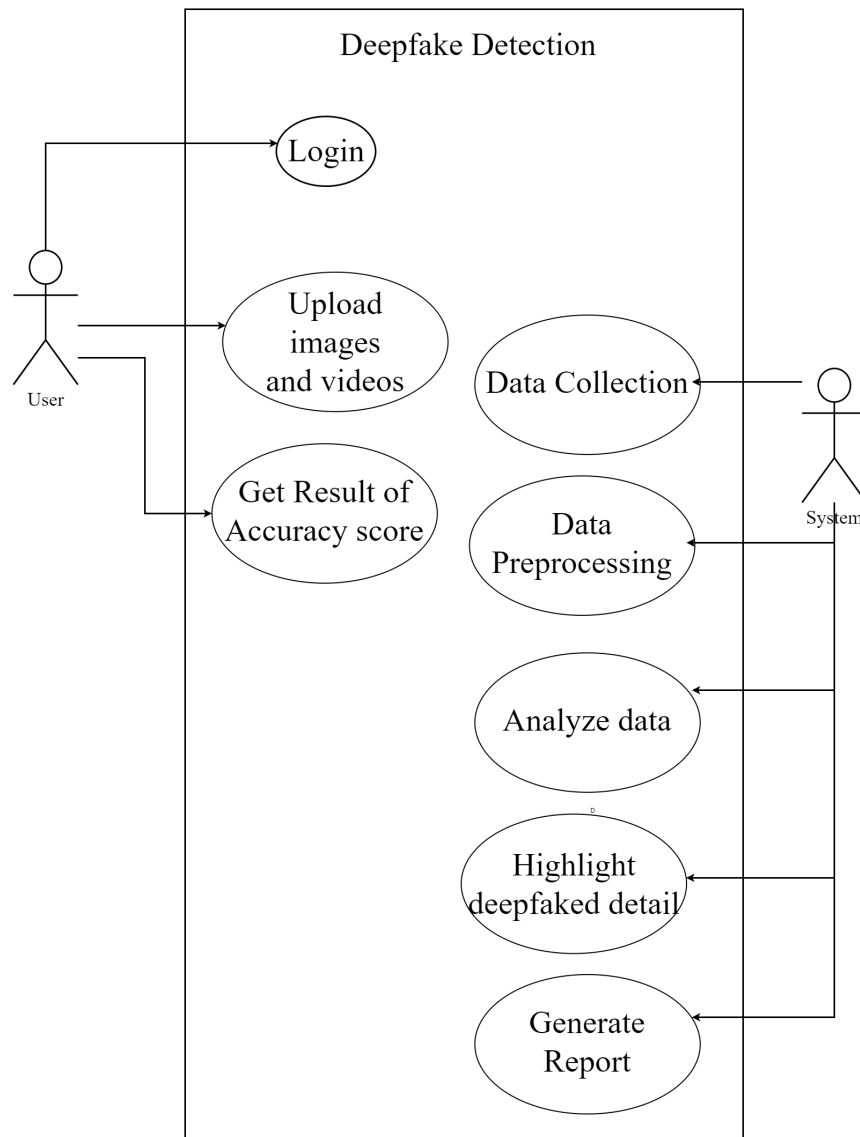 Deepfake Detection
Login
Upload
images
and videos
User
Data Collection
Get Result of
Accuracy score
System
Data
Preprocessing
Analyze data
D
Highlight
deepfaked detail
Generate
Report